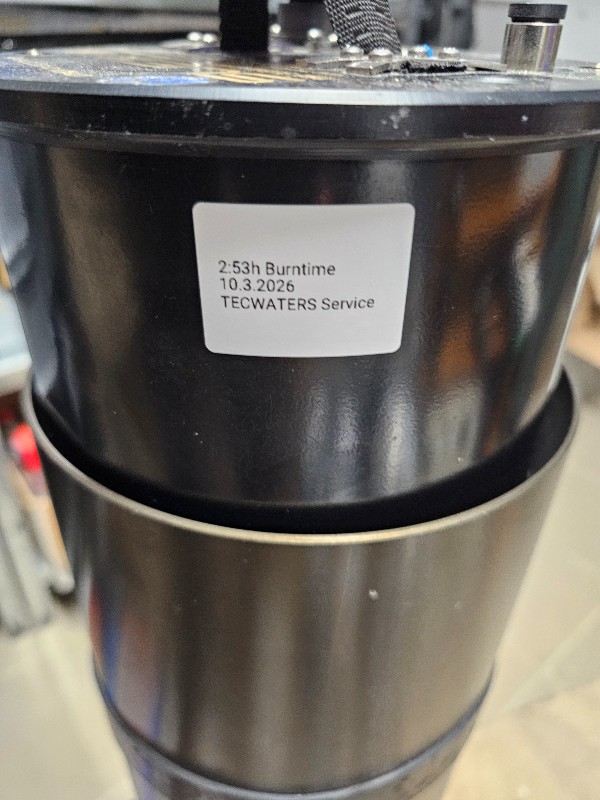 2:53h Burntime
10.3.2026
TECWATERS Service